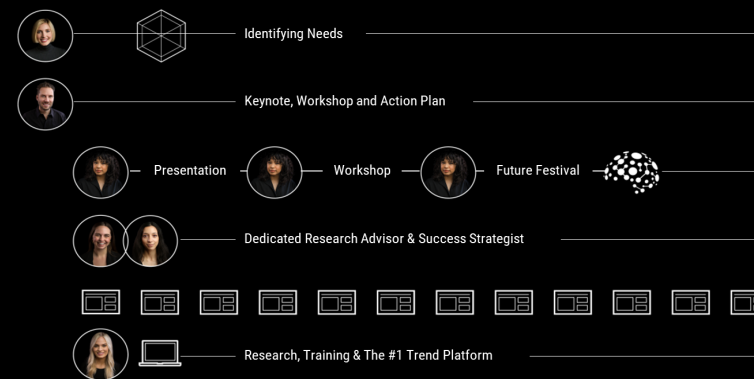 Identifying Needs
Keynote, Workshop and Action Plan
Presentation Workshop Future Festival
Dedicated Research Advisor & Success Strategist
Research, Training & The #1 Trend Platform